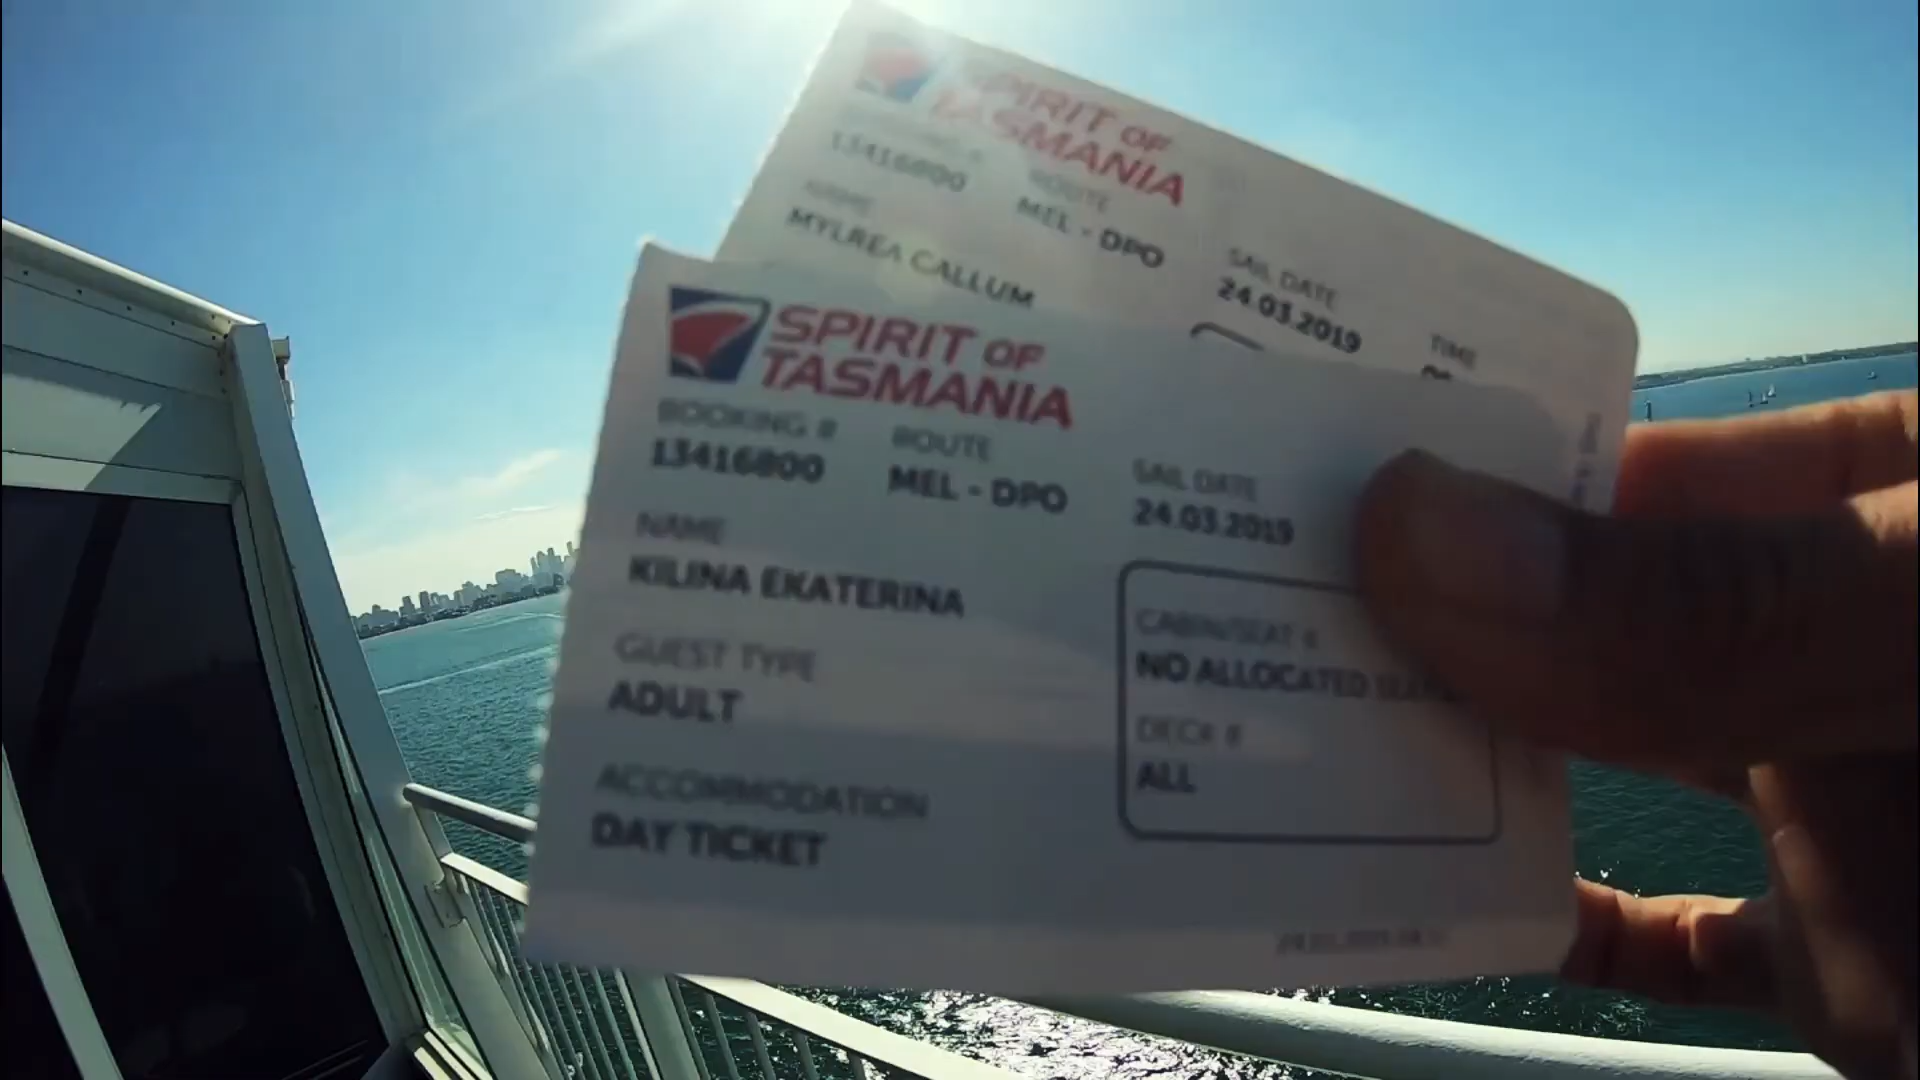 SPIRIT OF
TASMANIA
13416800
ROUTE
MEL - DPO
NAME
MYLREA CALLUM
SAIL DATE
24.03.2019
TIME
SPIRIT OF
TASMANIA
BOOKING #
13416800
ROUTE
MEL - DPO
SAIL DATE
24.03.2019
NAME
KILINA EKATERINA
GUEST TYPE
ADULT
ACCOMMODATION
DAY TICKET
CABIN/SEAT #
NO ALLOCATED
DECK #
ALL